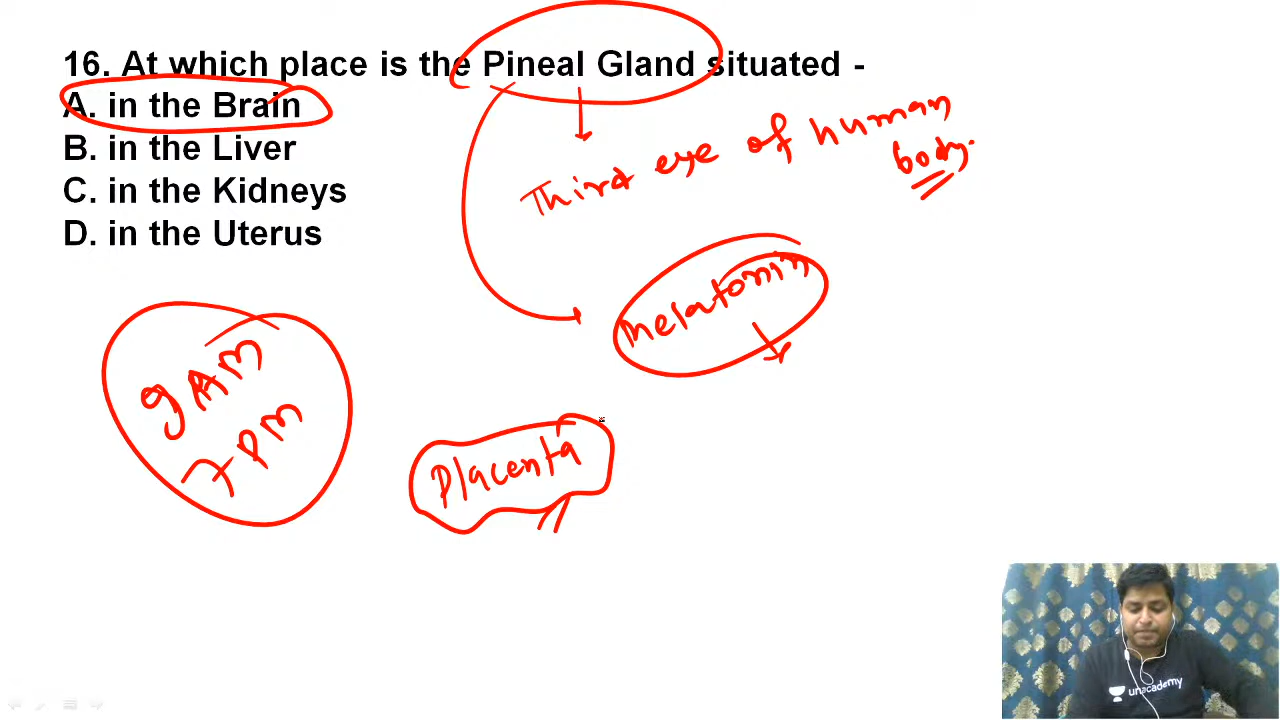 16. At which place is the Pineal Gland situated -
A. in the Brain
B. in the Liver
C. in the Kidneys
D. in the Uterus
Third eye of human
body.
Melatonin
9 AM
7 PM
Placenta
unacademy